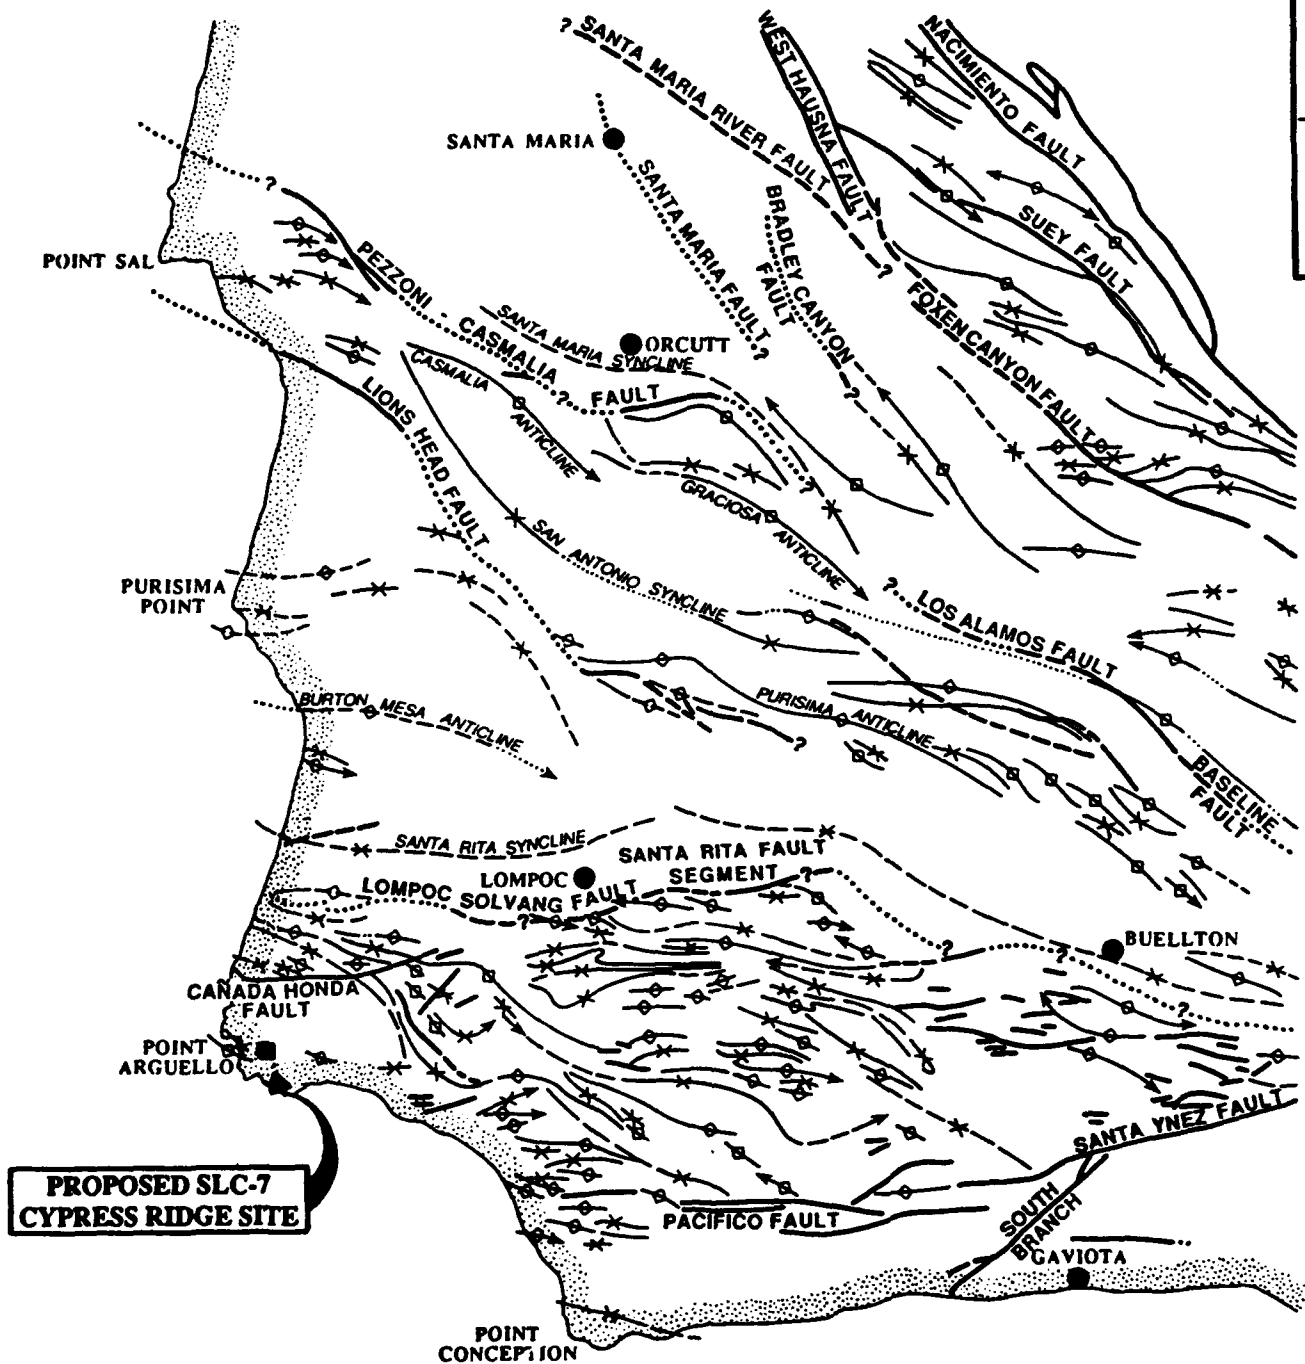 ? SANTA MARIA RIVER FAULT
?
WEST HAUSNA FAULT
NACIMIENTO FAULT
SANTA MARIA
SANTA MARIA FAULT
?
BRADLEY CANYON
FAULT
?
SUEY FAULT
FOXEN CANYON FAULT
?
POINT SAL
PEZZONI - CASMALIA
?
FAULT
?
SANTA MARIA SYNCLINE
ORCUTT
CASMALIA
ANTICLINE
LIONS HEAD FAULT
GRACIOSA
ANTICLINE
SAN ANTONIO SYNCLINE
PURISIMA
POINT
?
LOS ALAMOS FAULT
BURTON MESA ANTICLINE
PURISIMA ANTICLINE
?
BASELINE
FAULT
SANTA RITA SYNCLINE
SANTA RITA FAULT
SEGMENT
?
LOMPOC
LOMPOC
SOLVANG FAULT
?
?
?
BUELLTON
?
CANADA HONDA
FAULT
POINT
ARGUELLO
SANTA YNEZ FAULT
PROPOSED SLC-7
CYPRESS RIDGE SITE
PACIFICO FAULT
SOUTH
BRANCH
GAVIOTA
POINT
CONCEPTION